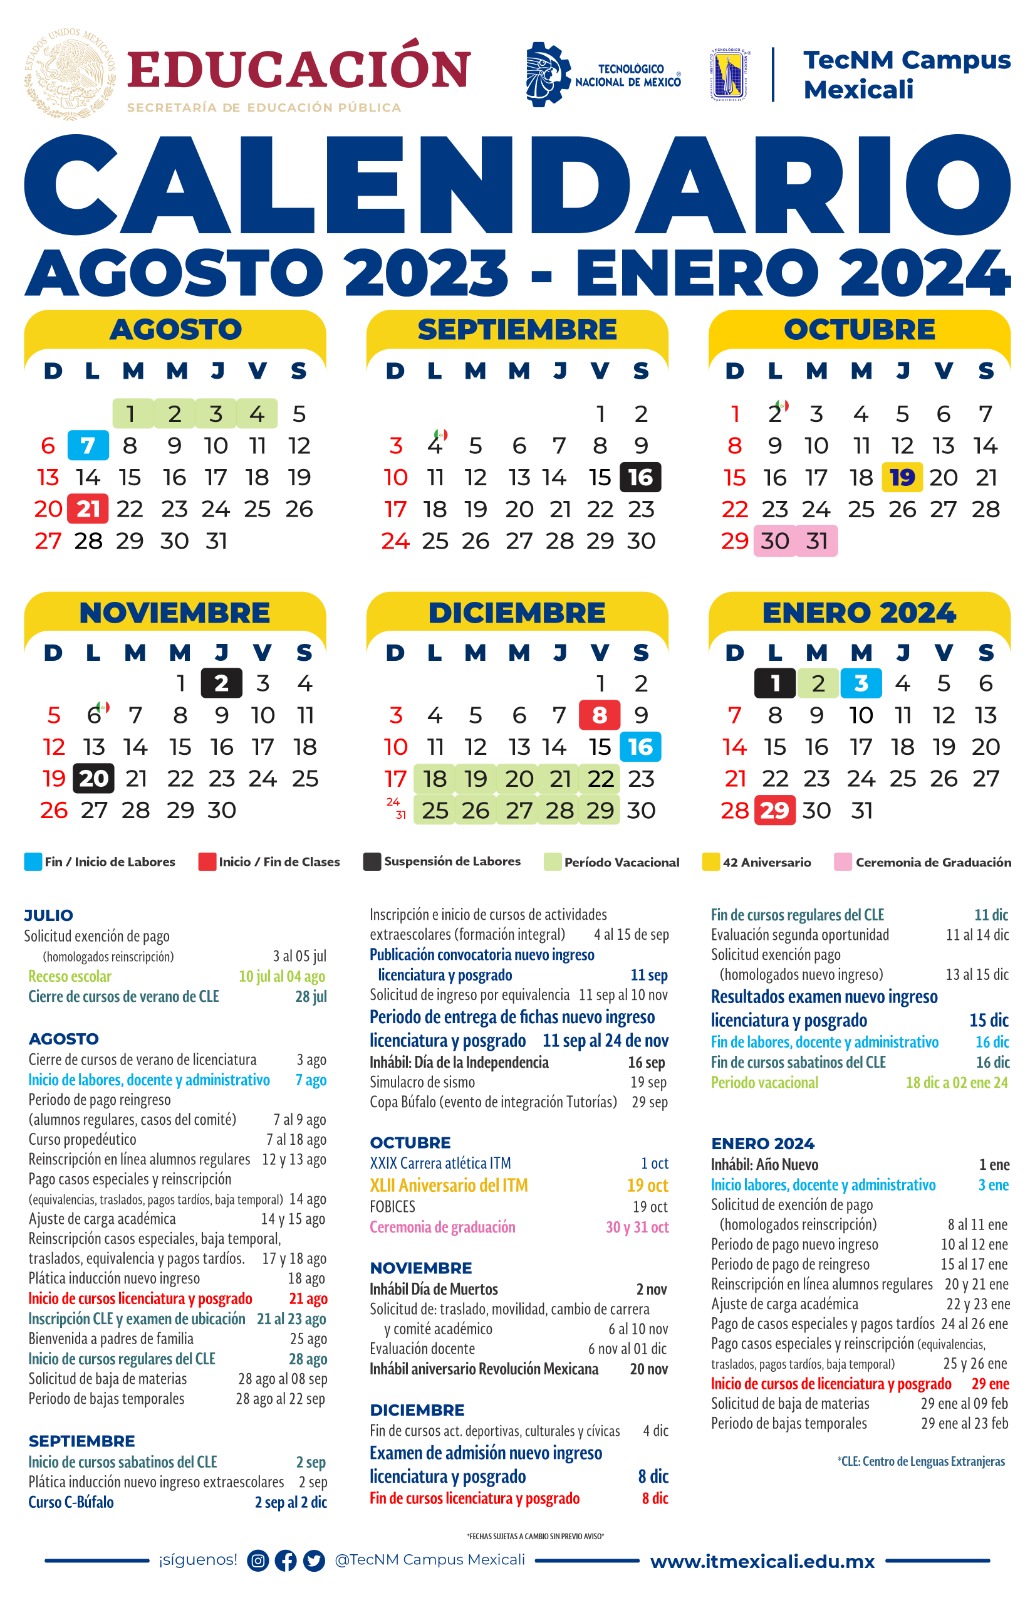 ESTADOS UNIDOS MEXICANOS
EDUCACIÓN
SECRETARÍA DE EDUCACIÓN PÚBLICA
TECNOLÓGICO
NACIONAL DE MÉXICO®
TecNM Campus
Mexicali
CALENDARIO
AGOSTO 2023 - ENERO 2024
AGOSTO
D L M M J V S
1 2 3 4 5
6 7 8 9 10 11 12
13 14 15 16 17 18 19
20 21 22 23 24 25 26
27 28 29 30 31
SEPTIEMBRE
D L M M J V S
1 2
3 4 5 6 7 8 9
10 11 12 13 14 15 16
17 18 19 20 21 22 23
24 25 26 27 28 29 30
OCTUBRE
D L M M J V S
1 2 3 4 5 6 7
8 9 10 11 12 13 14
15 16 17 18 19 20 21
22 23 24 25 26 27 28
29 30 31
NOVIEMBRE
D L M M J V S
1 2 3 4
5 6 7 8 9 10 11
12 13 14 15 16 17 18
19 20 21 22 23 24 25
26 27 28 29 30
DICIEMBRE
D L M M J V S
1 2
3 4 5 6 7 8 9
10 11 12 13 14 15 16
17 18 19 20 21 22 23
24 31 25 26 27 28 29 30
ENERO 2024
D L M M J V S
1 2 3 4 5 6
7 8 9 10 11 12 13
14 15 16 17 18 19 20
21 22 23 24 25 26 27
28 29 30 31
Fin / Inicio de Labores
Inicio / Fin de Clases
Suspensión de Labores
Período Vacacional
42 Aniversario
Ceremonia de Graduación
JULIO
Solicitud exención de pago
(homologados reinscripción) 3 al 05 jul
Receso escolar 10 jul al 04 ago
Cierre de cursos de verano de CLE 28 jul
AGOSTO
Cierre de cursos de verano de licenciatura 3 ago
Inicio de labores, docente y administrativo 7 ago
Periodo de pago reingreso
(alumnos regulares, casos del comité) 7 al 9 ago
Curso propedéutico 7 al 18 ago
Reinscripción en línea alumnos regulares 12 y 13 ago
Pago casos especiales y reinscripción
(equivalencias, traslados, pagos tardíos, baja temporal) 14 ago
Ajuste de carga académica 14 y 15 ago
Reinscripción casos especiales, baja temporal,
traslados, equivalencia y pagos tardíos. 17 y 18 ago
Plática inducción nuevo ingreso 18 ago
Inicio de cursos licenciatura y posgrado 21 ago
Inscripción CLE y examen de ubicación 21 al 23 ago
Bienvenida a padres de familia 25 ago
Inicio de cursos regulares del CLE 28 ago
Solicitud de baja de materias 28 ago al 08 sep
Periodo de bajas temporales 28 ago al 22 sep
SEPTIEMBRE
Inicio de cursos sabatinos del CLE 2 sep
Plática inducción nuevo ingreso extraescolares 2 sep
Curso C-Búfalo 2 sep al 2 dic
Inscripción e inicio de cursos de actividades
extraescolares (formación integral) 4 al 15 de sep
Publicación convocatoria nuevo ingreso
licenciatura y posgrado 11 sep
Solicitud de ingreso por equivalencia 11 sep al 10 nov
Periodo de entrega de fichas nuevo ingreso
licenciatura y posgrado 11 sep al 24 de nov
Inhábil: Día de la Independencia 16 sep
Simulacro de sismo 19 sep
Copa Búfalo (evento de integración Tutorías) 29 sep
OCTUBRE
XXIX Carrera atlética ITM 1 oct
XLII Aniversario del ITM 19 oct
FOBICES 19 oct
Ceremonia de graduación 30 y 31 oct
NOVIEMBRE
Inhábil Día de Muertos 2 nov
Solicitud de: traslado, movilidad, cambio de carrera
y comité académico 6 al 10 nov
Evaluación docente 6 nov al 01 dic
Inhábil aniversario Revolución Mexicana 20 nov
DICIEMBRE
Fin de cursos act. deportivas, culturales y cívicas 4 dic
Examen de admisión nuevo ingreso
licenciatura y posgrado 8 dic
Fin de cursos licenciatura y posgrado 8 dic
Fin de cursos regulares del CLE 11 dic
Evaluación segunda oportunidad 11 al 14 dic
Solicitud exención pago
(homologados nuevo ingreso) 13 al 15 dic
Resultados examen nuevo ingreso
licenciatura y posgrado 15 dic
Fin de labores, docente y administrativo 16 dic
Fin de cursos sabatinos del CLE 16 dic
Periodo vacacional 18 dic a 02 ene 24
ENERO 2024
Inhábil: Año Nuevo 1 ene
Inicio labores, docente y administrativo 3 ene
Solicitud de exención de pago
(homologados reinscripción) 8 al 11 ene
Periodo de pago nuevo ingreso 10 al 12 ene
Periodo de pago de reingreso 15 al 17 ene
Reinscripción en línea alumnos regulares 20 y 21 ene
Ajuste de carga académica 22 y 23 ene
Pago de casos especiales y pagos tardíos 24 al 26 ene
Pago casos especiales y reinscripción (equivalencias,
traslados, pagos tardíos, baja temporal) 25 y 26 ene
Inicio de cursos de licenciatura y posgrado 29 ene
Solicitud de baja de materias 29 ene al 09 feb
Periodo de bajas temporales 29 ene al 23 feb
*CLE: Centro de Lenguas Extranjeras
*FECHAS SUJETAS A CAMBIO SIN PREVIO AVISO*
¡síguenos! @TecNM Campus Mexicali www.itmexicali.edu.mx